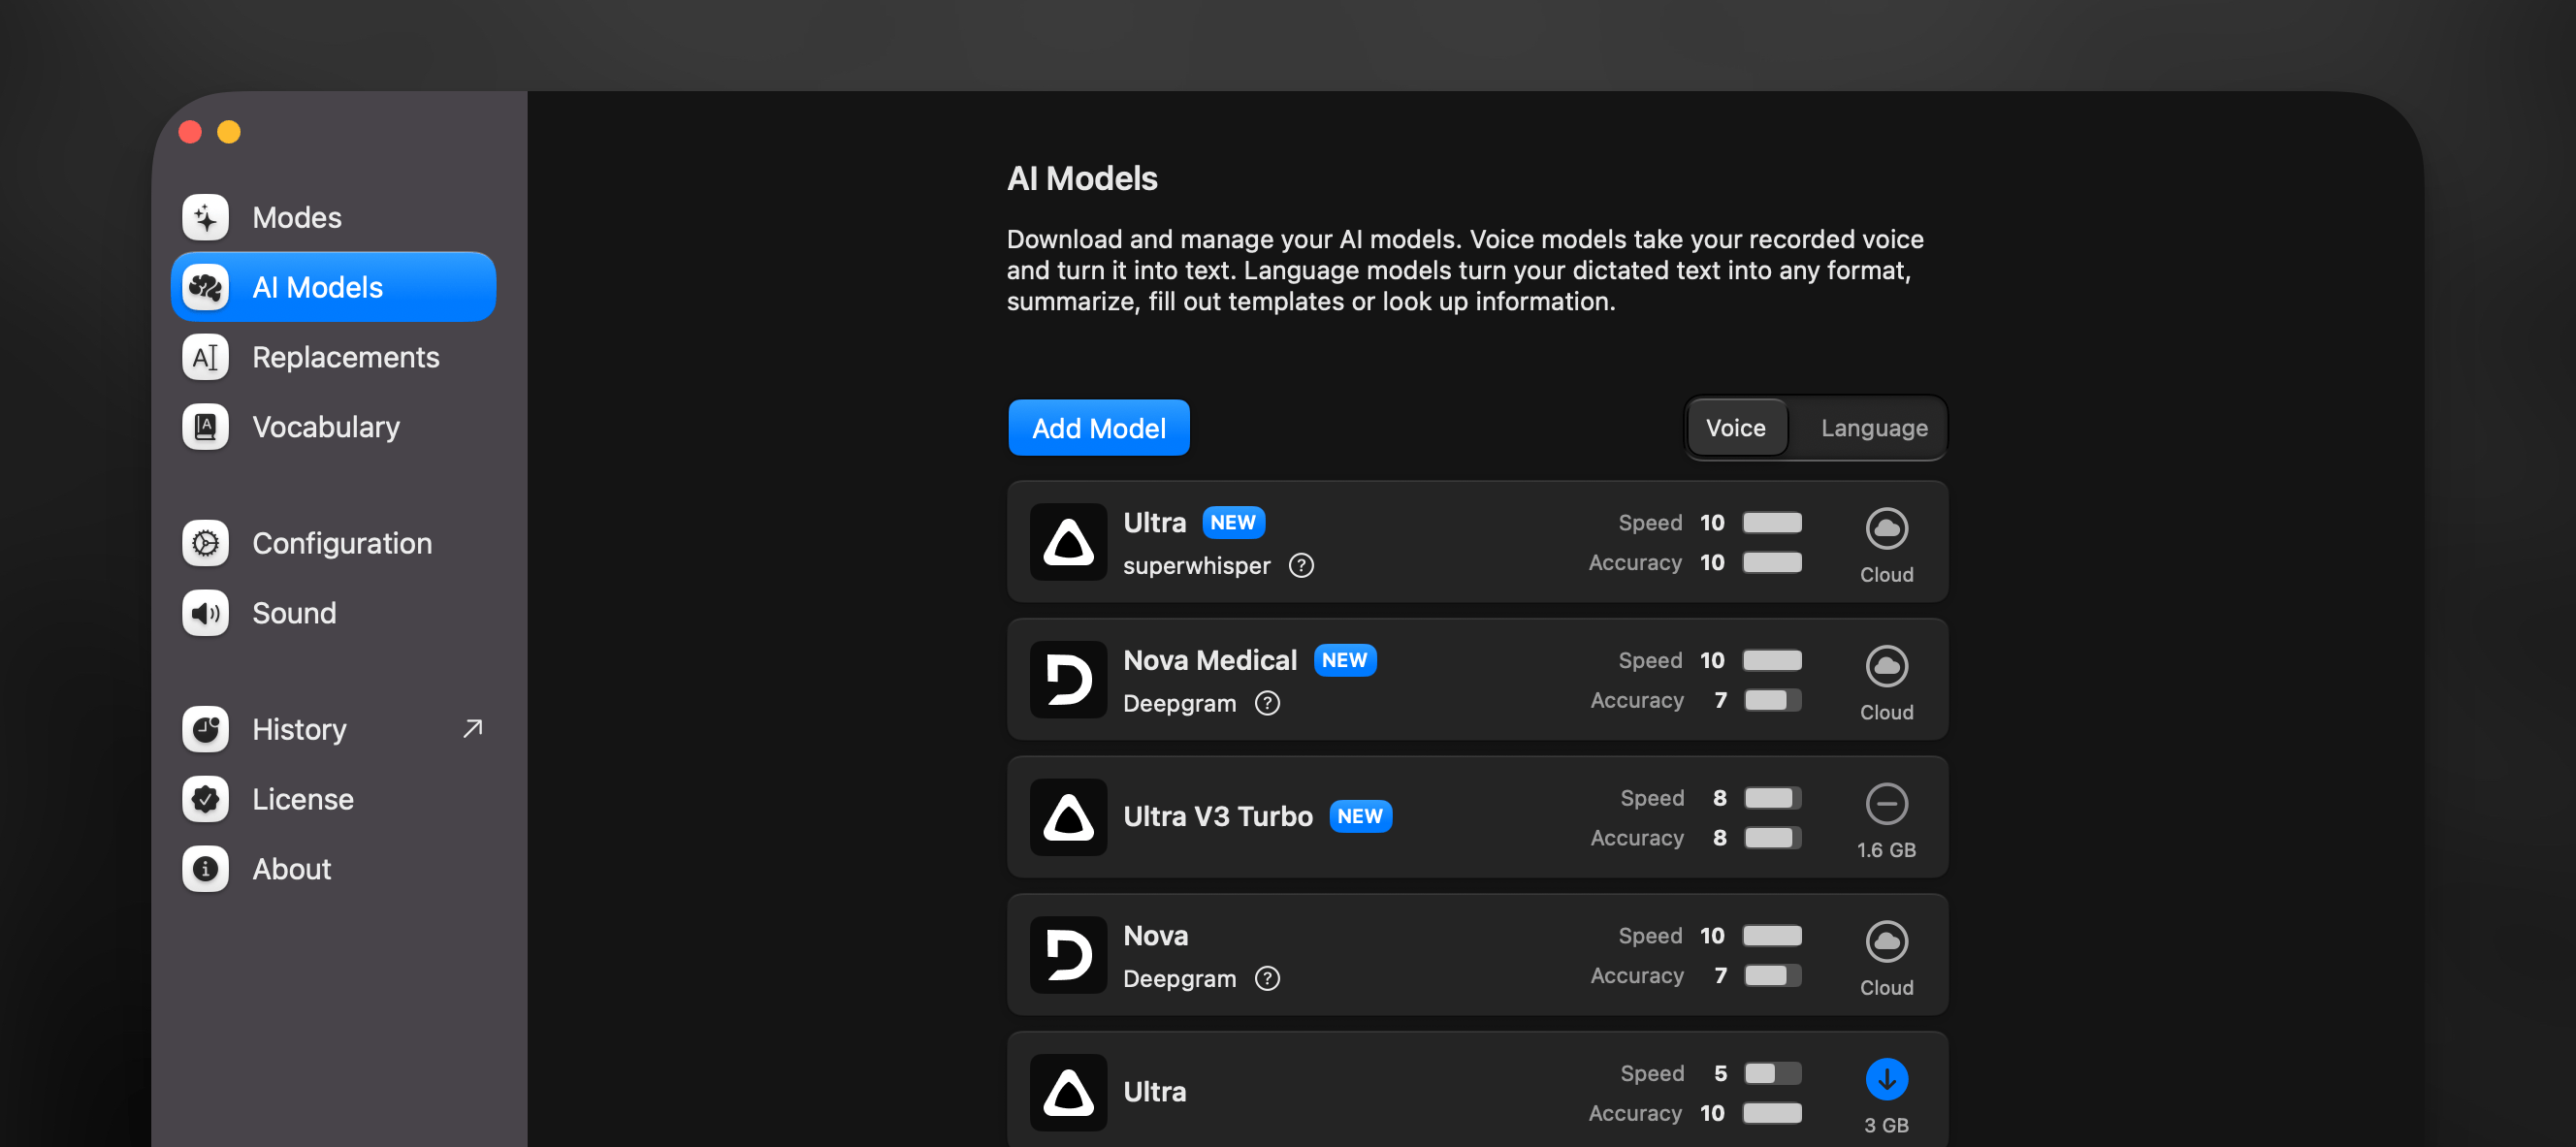 Modes
AI Models
Replacements
Vocabulary
Configuration
Sound
History
License
About
AI Models
Download and manage your AI models. Voice models take your recorded voice
and turn it into text. Language models turn your dictated text into any format,
summarize, fill out templates or look up information.
Add Model
Voice Language
Ultra NEW
superwhisper ?
Speed 10
Accuracy 10
Cloud
Nova Medical NEW
Deepgram ?
Speed 10
Accuracy 7
Cloud
Ultra V3 Turbo NEW
Speed 8
Accuracy 8
1.6 GB
Nova
Deepgram ?
Speed 10
Accuracy 7
Cloud
Ultra
Speed 5
Accuracy 10
3 GB